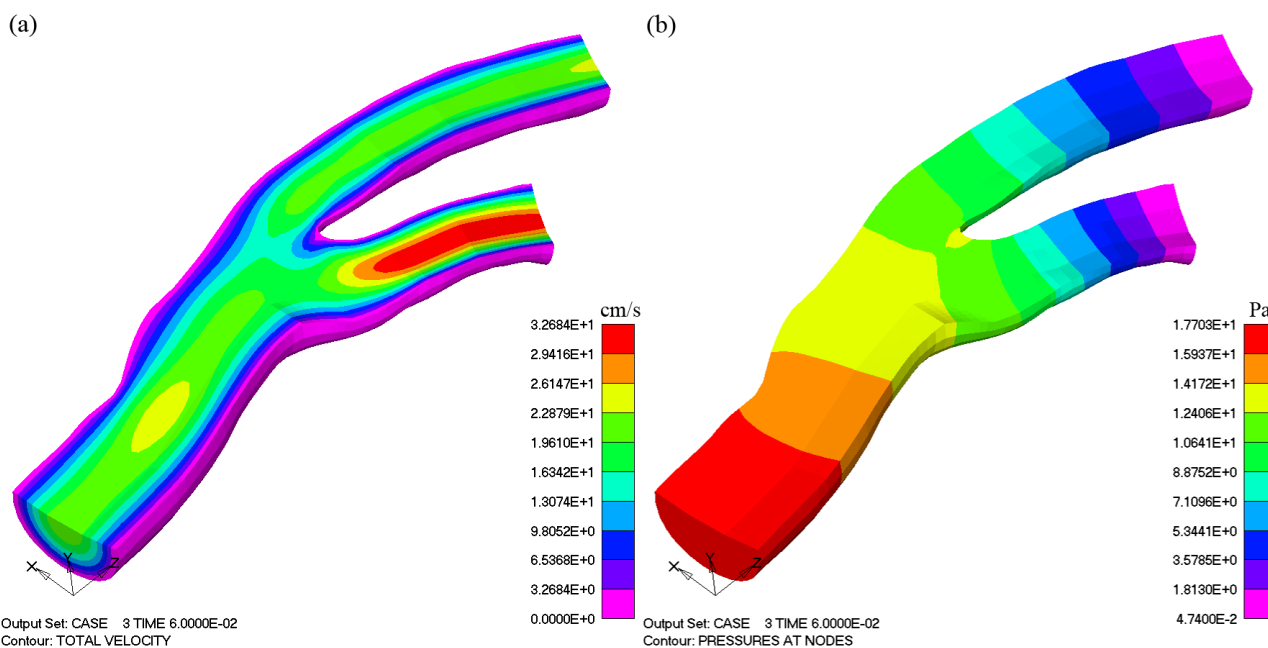 (a)
(b)
cm/s
3.2684E+1
2.9416E+1
2.6147E+1
2.2879E+1
1.9610E+1
1.6342E+1
1.3074E+1
9.8052E+0
6.5368E+0
3.2684E+0
0.0000E+0
X
Y
Z
Output Set: CASE 3 TIME 6.0000E-02
Contour: TOTAL VELOCITY
Pa
1.7703E+1
1.5937E+1
1.4172E+1
1.2406E+1
1.0641E+1
8.8752E+0
7.1096E+0
5.3441E+0
3.5785E+0
1.8130E+0
4.7400E-2
X
Y
Z
Output Set: CASE 3 TIME 6.0000E-02
Contour: PRESSURES AT NODES